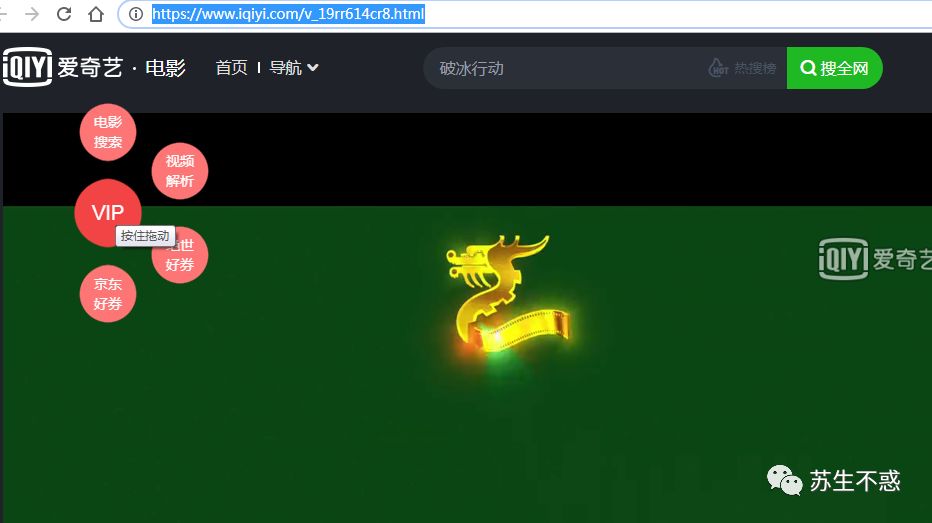 https://www.iqiyi.com/v_19rr614cr8.html
iQIYI 爱奇艺 · 电影
首页
导航
破冰行动
HOT 热搜榜
搜全网
电影
搜索
视频
解析
VIP
按住拖动
好券
京东
好券
iQIYI 爱奇艺
苏生不惑